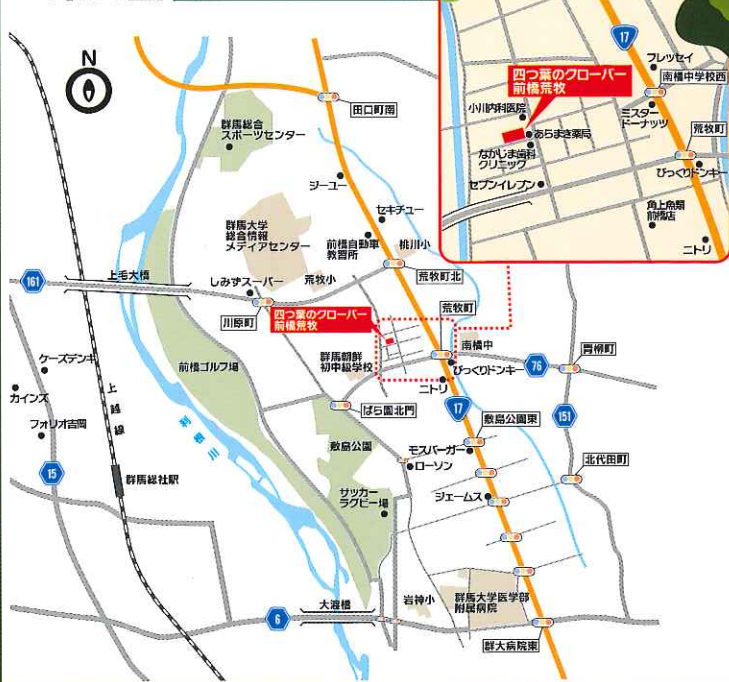 N
17
フレッセイ
四つ葉のクローバー
前橋荒牧
南橘中学校西
小川内科医院
ミスター
ドーナッツ
あらまき薬局
荒牧町
なかじま歯科
クリニック
びっくりドンキー
セブンイレブン
角上魚類
前橋店
ニトリ
田口町南
群馬総合
スポーツセンター
ジーユー
セキチュー
群馬大学
総合情報
メディアセンター
前橋自動車
教習所
桃川小
161
上毛大橋
しみずスーパー
荒牧小
荒牧町北
川原町
四つ葉のクローバー
前橋荒牧
荒牧町
南橘中
青柳町
ケーズデンキ
前橋ゴルフ場
群馬朝鮮
初中級学校
びっくりドンキー
76
カインズ
上越線
ニトリ
利根川
ばら園北門
17
151
フォリオ吉岡
敷島公園
敷島公園東
モスバーガー
ローソン
北代田町
15
群馬総社駅
サッカー
ラグビー場
ジェームス
大渡橋
岩神小
群馬大学医学部
附属病院
6
群大病院東